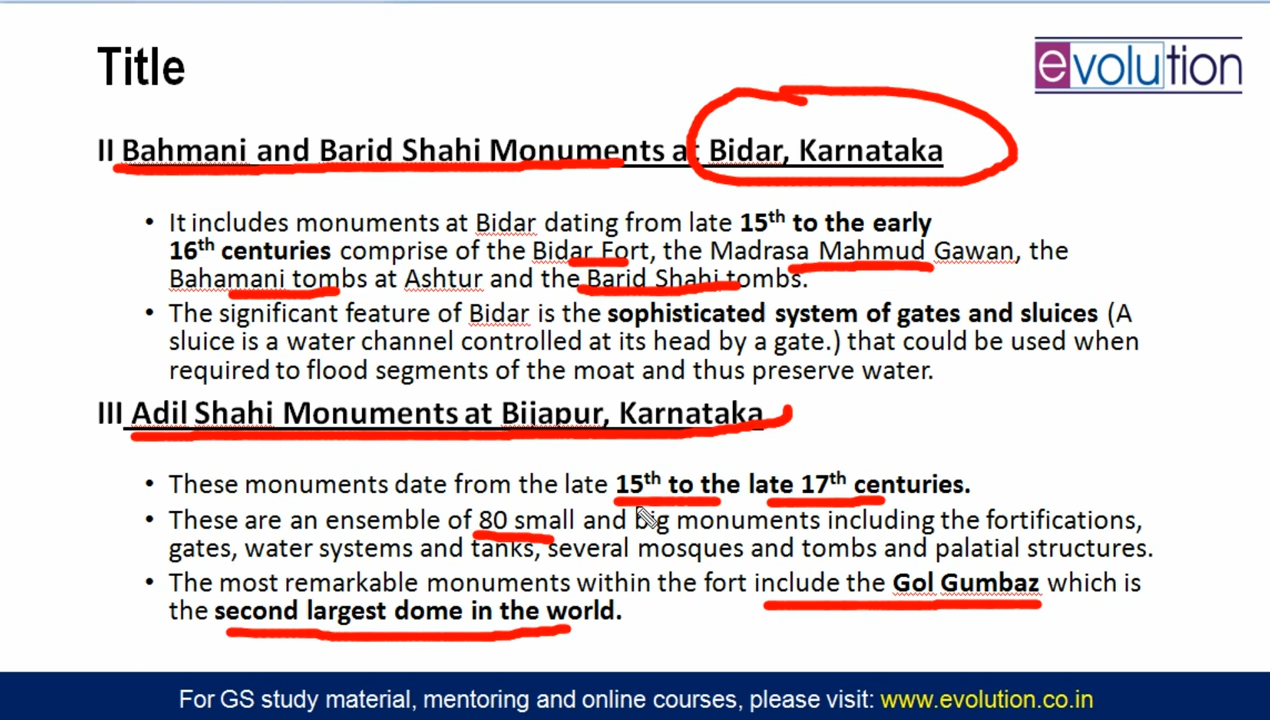 Title
evolution
II Bahmani and Barid Shahi Monuments at Bidar, Karnataka
• It includes monuments at Bidar dating from late 15th to the early
16th centuries comprise of the Bidar Fort, the Madrasa Mahmud Gawan, the
Bahamani tombs at Ashtur and the Barid Shahi tombs.
• The significant feature of Bidar is the sophisticated system of gates and sluices (A
sluice is a water channel controlled at its head by a gate.) that could be used when
required to flood segments of the moat and thus preserve water.
III Adil Shahi Monuments at Bijapur, Karnataka
• These monuments date from the late 15th to the late 17th centuries.
• These are an ensemble of 80 small and big monuments including the fortifications,
gates, water systems and tanks, several mosques and tombs and palatial structures.
• The most remarkable monuments within the fort include the Gol Gumbaz which is
the second largest dome in the world.
For GS study material, mentoring and online courses, please visit: www.evolution.co.in